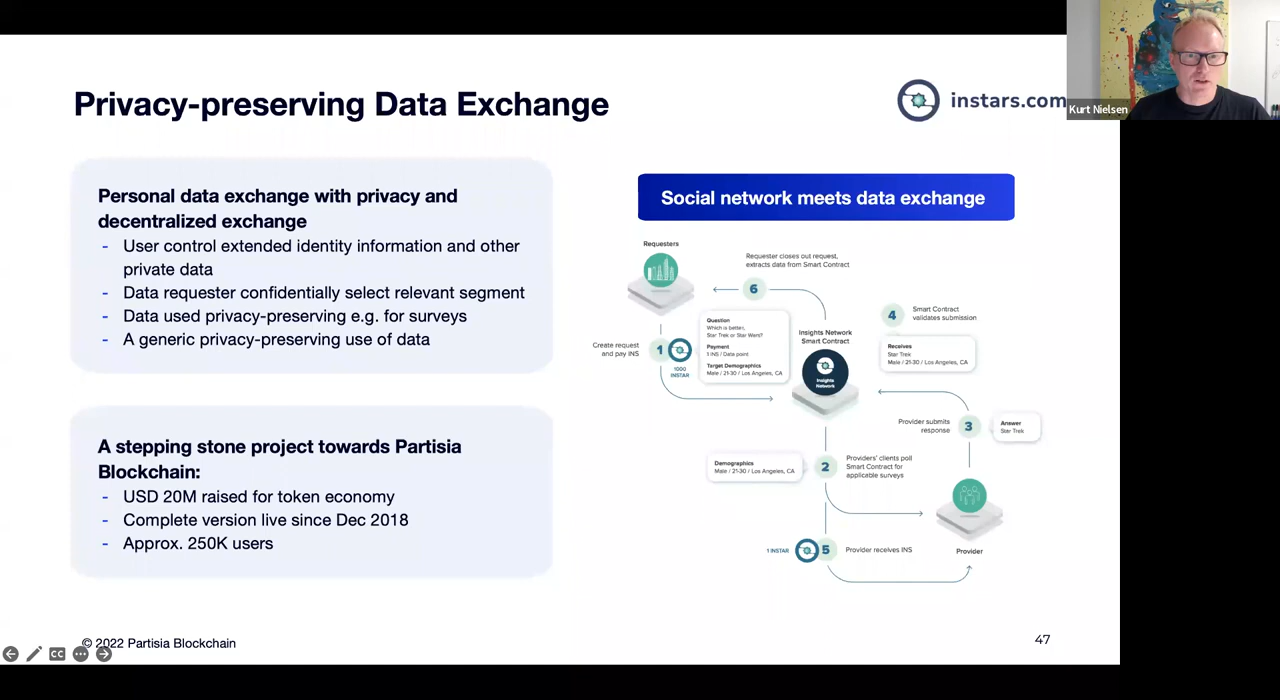 Privacy-preserving Data Exchange
instars.com
Kurt Nielsen
Personal data exchange with privacy and
decentralized exchange
- User control extended identity information and other
private data
- Data requester confidentially select relevant segment
- Data used privacy-preserving e.g. for surveys
- A generic privacy-preserving use of data
A stepping stone project towards Partisia
Blockchain:
- USD 20M raised for token economy
- Complete version live since Dec 2018
- Approx. 250K users
Social network meets data exchange
Requesters
Requester closes out request,
extracts data from Smart Contract
6
Create request
and pay INS
1
1000
INSTAR
Question
Which is better,
Star Trek or Star Wars?
Payment
1 INS / Data point
Target Demographics
Male / 21-30 / Los Angeles, CA
Insights Network
Smart Contract
Insights
Network
4
Smart Contract
validates submission
Receives
Star Trek
Male / 21-30 / Los Angeles, CA
Provider submits
response
3
Answer
Star Trek
Demographics
Male / 21-30 / Los Angeles, CA
2
Providers' clients poll
Smart Contract for
applicable surveys
1 INSTAR
5
Provider receives INS
Provider
© 2022 Partisia Blockchain
47
CC